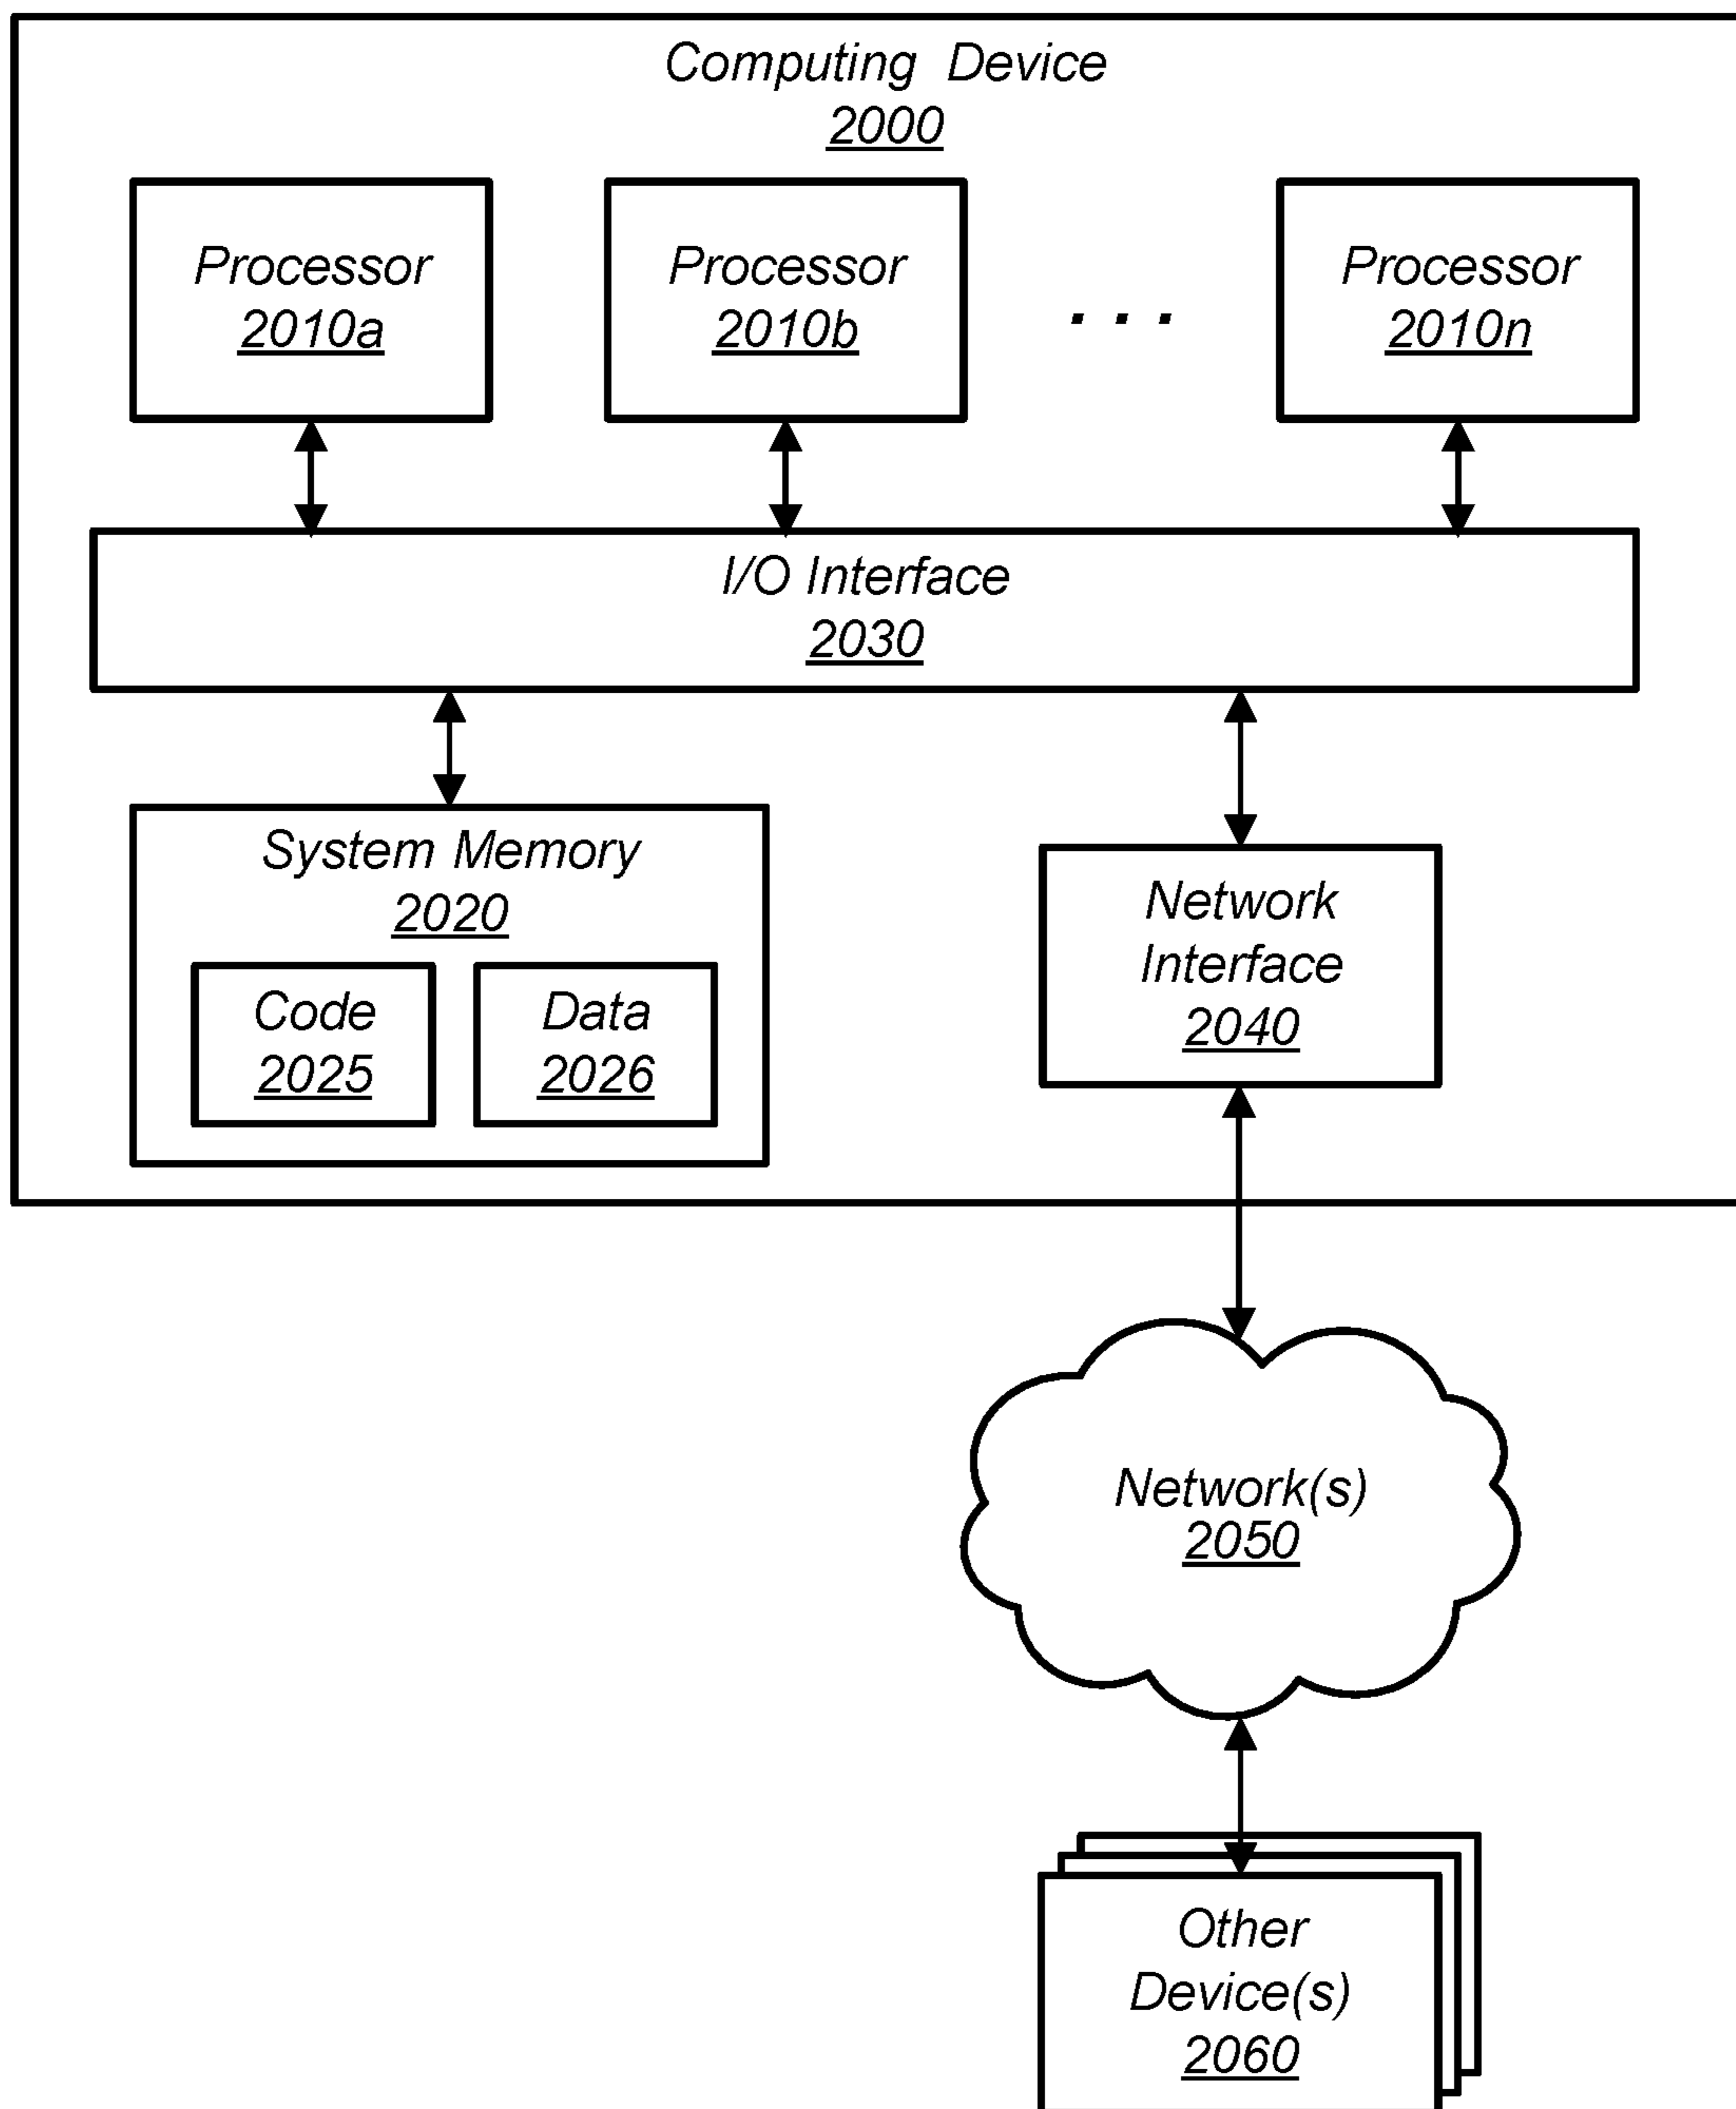 Computing Device
2000
Processor
2010a
Processor
2010b
. . .
Processor
2010n
I/O Interface
2030
System Memory
2020
Code
2025
Data
2026
Network
Interface
2040
Network(s)
2050
Other
Device(s)
2060